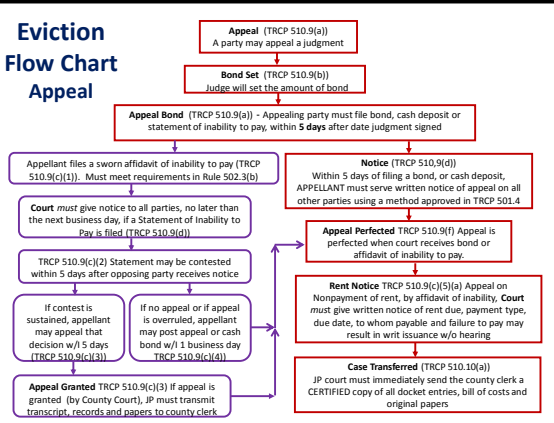 Eviction
Flow Chart
Appeal
Appeal (TRCP 510.9(a))
A party may appeal a judgment
Bond Set (TRCP 510.9(b))
Judge will set the amount of bond
Appeal Bond (TRCP 510.9(a)) - Appealing party must file bond, cash deposit or
statement of inability to pay, within 5 days after date judgment signed
Appellant files a sworn affidavit of inability to pay (TRCP
510.9(c)(1)). Must meet requirements in Rule 502.3(b)
Court must give notice to all parties, no later than
the next business day, if a Statement of Inability to
Pay is filed (TRCP 510.9(d))
TRCP 510.9(c)(2) Statement may be contested
within 5 days after opposing party receives notice
If contest is
sustained, appellant
may appeal that
decision w/I 5 days
(TRCP 510.9(c)(3))
If no appeal or if appeal
is overruled, appellant
may post appeal or cash
bond w/I 1 business day
TRCP 510.9(c)(4))
Appeal Granted TRCP 510.9(c)(3) If appeal is
granted (by County Court), JP must transmit
transcript, records and papers to county clerk
Notice (TRCP 510,9(d))
Within 5 days of filing a bond, or cash deposit,
APPELLANT must serve written notice of appeal on all
other parties using a method approved in TRCP 501.4
Appeal Perfected TRCP 510.9(f) Appeal is
perfected when court receives bond or
affidavit of inability to pay.
Rent Notice TRCP 510.9(c)(5)(a) Appeal on
Nonpayment of rent, by affidavit of inability, Court
must give written notice of rent due, payment type,
due date, to whom payable and failure to pay may
result in writ issuance w/o hearing
Case Transferred (TRCP 510.10(a))
JP court must immediately send the county clerk a
CERTIFIED copy of all docket entries, bill of costs and
original papers